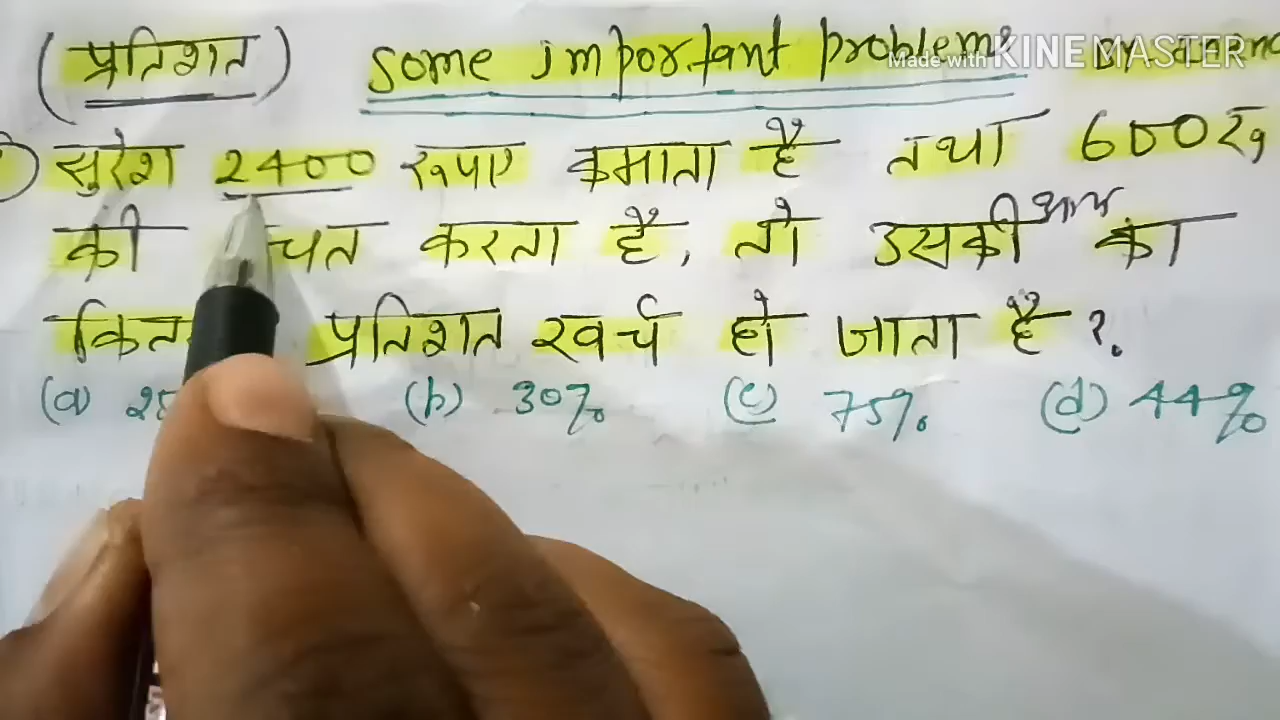 (प्रतिशत) Some important problems Made with KINEMASTER
सुरेश 2400 रूपए कमाता है तथा 600 रू
की चत करता है, तो उसकी आय का
कित प्रतिशत खर्च हो जाता है ?.
(a) (b) 30% (c) 75% (d) 44%